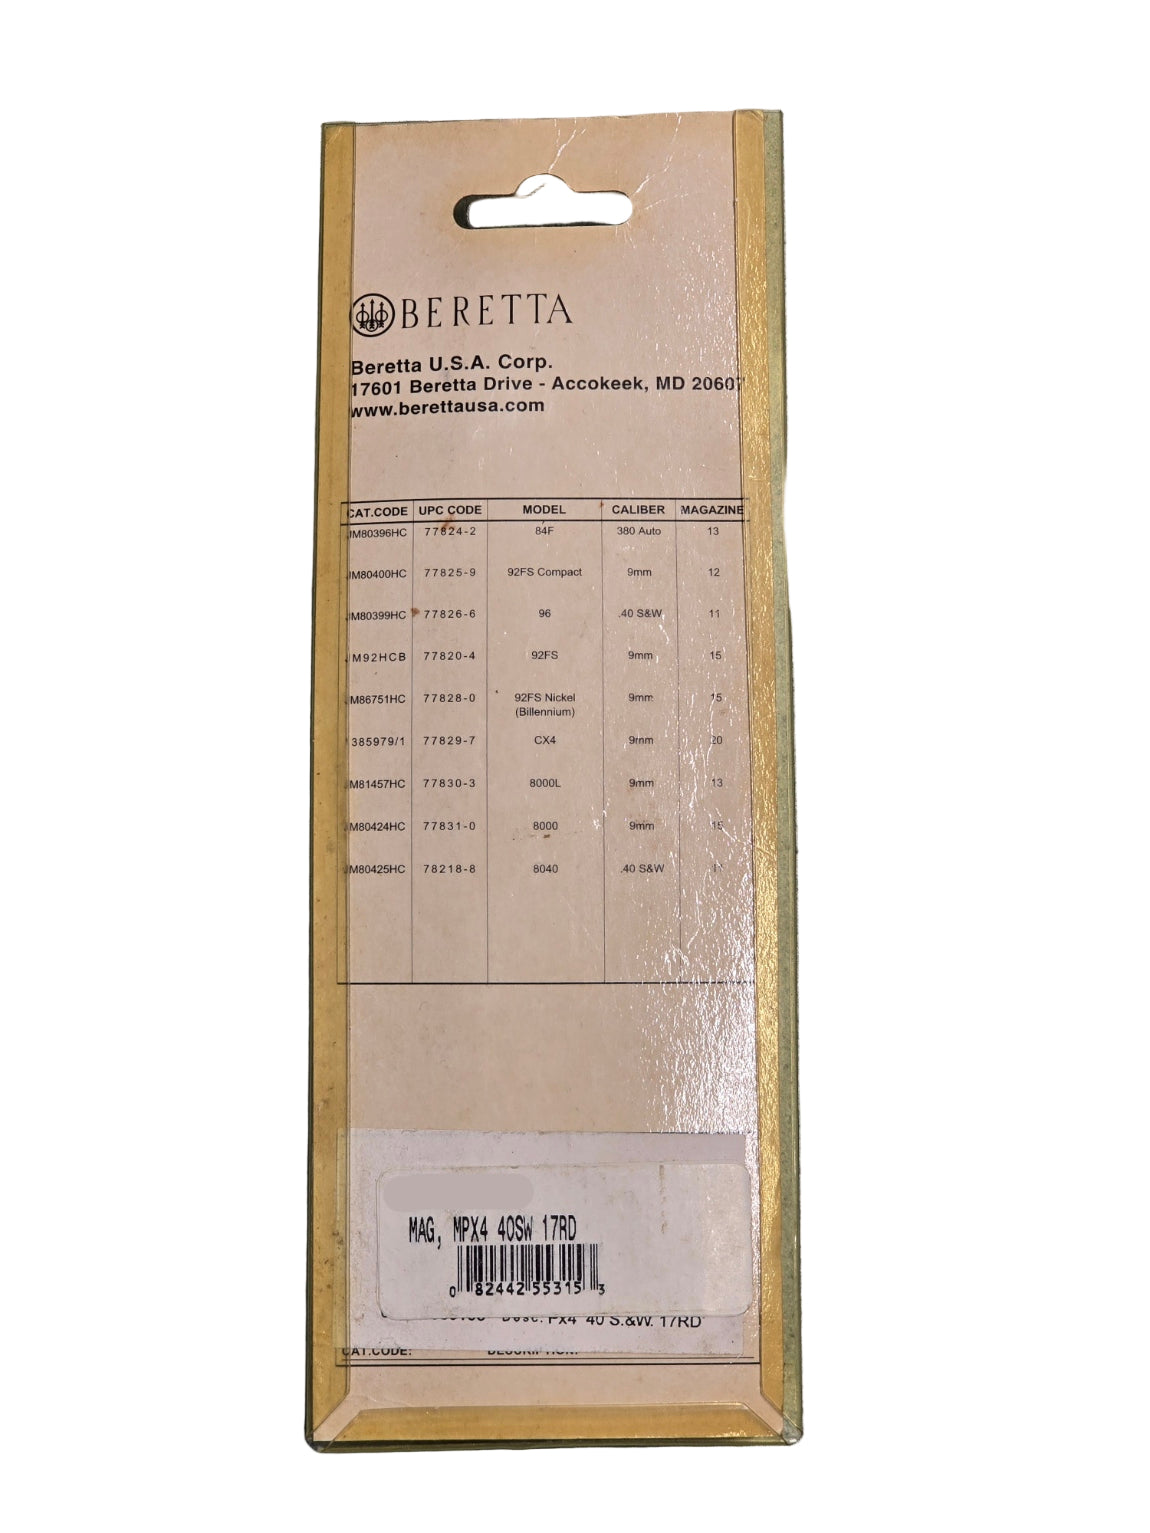 BERETTA
Beretta U.S.A. Corp.
17601 Beretta Drive - Accokeek, MD 20607
www.berettausa.com
CAT.CODE UPC CODE MODEL CALIBER MAGAZINE
JM80396HC 77824-2 84F 380 Auto 13
JM80400HC 77825-9 92FS Compact 9mm 12
JM80399HC 77826-6 96 .40 S&W 11
JM92HCB 77820-4 92FS 9mm 15
JM86751HC 77828-0 92FS Nickel 9mm 15
(Billennium)
385979/1 77829-7 CX4 9mm 20
JM81457HC 77830-3 8000L 9mm 13
JM80424HC 77831-0 8000 9mm 15
JM80425HC 78218-8 8040 .40 S&W 11
MAG, MPX4 40SW 17RD
0 82442 55315 3
Desc: PX4 40 S.&W. 17RD
CAT.CODE: DESCRIPTION: